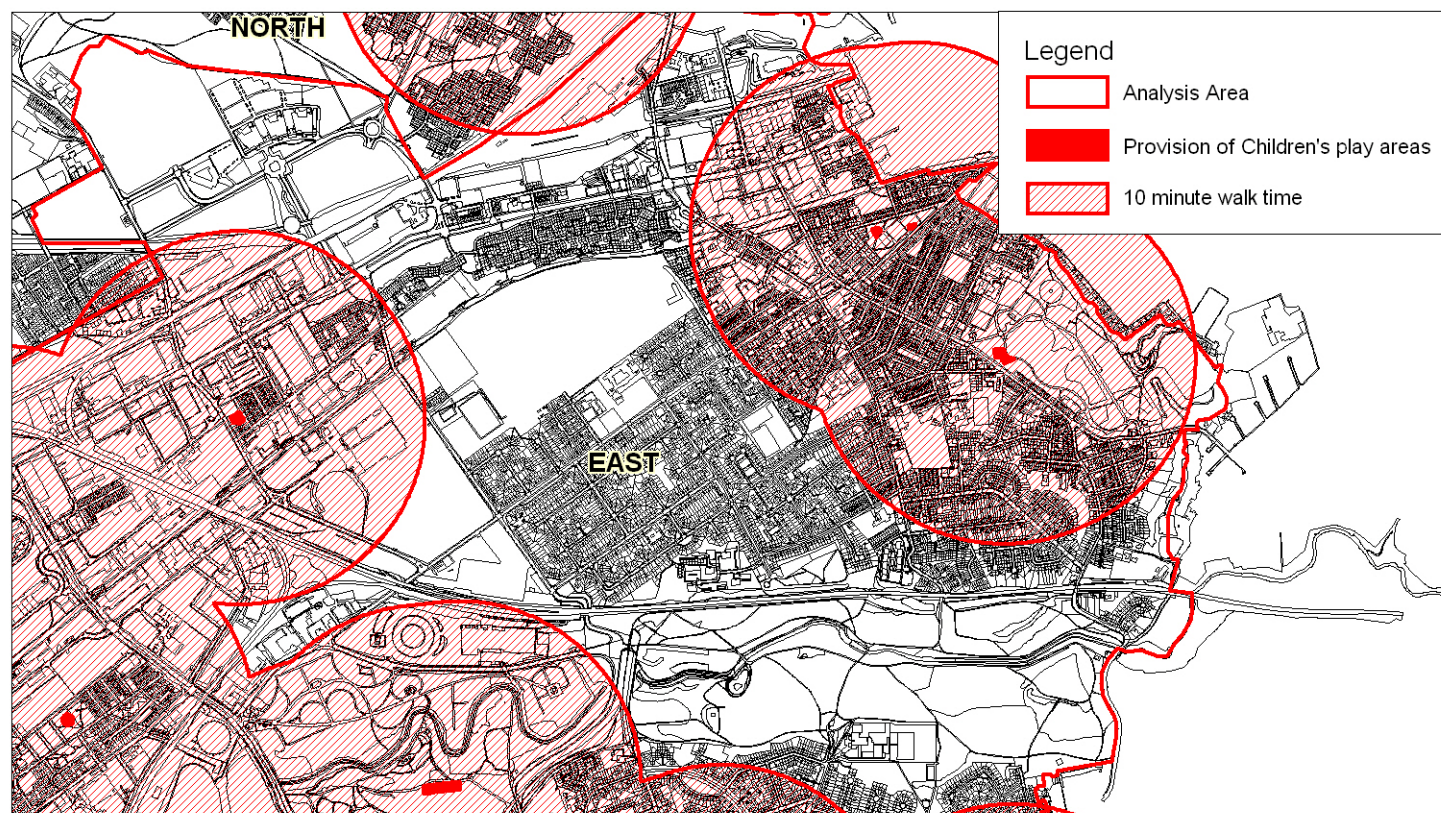 NORTH
Legend
Analysis Area
Provision of Children's play areas
10 minute walk time
EAST